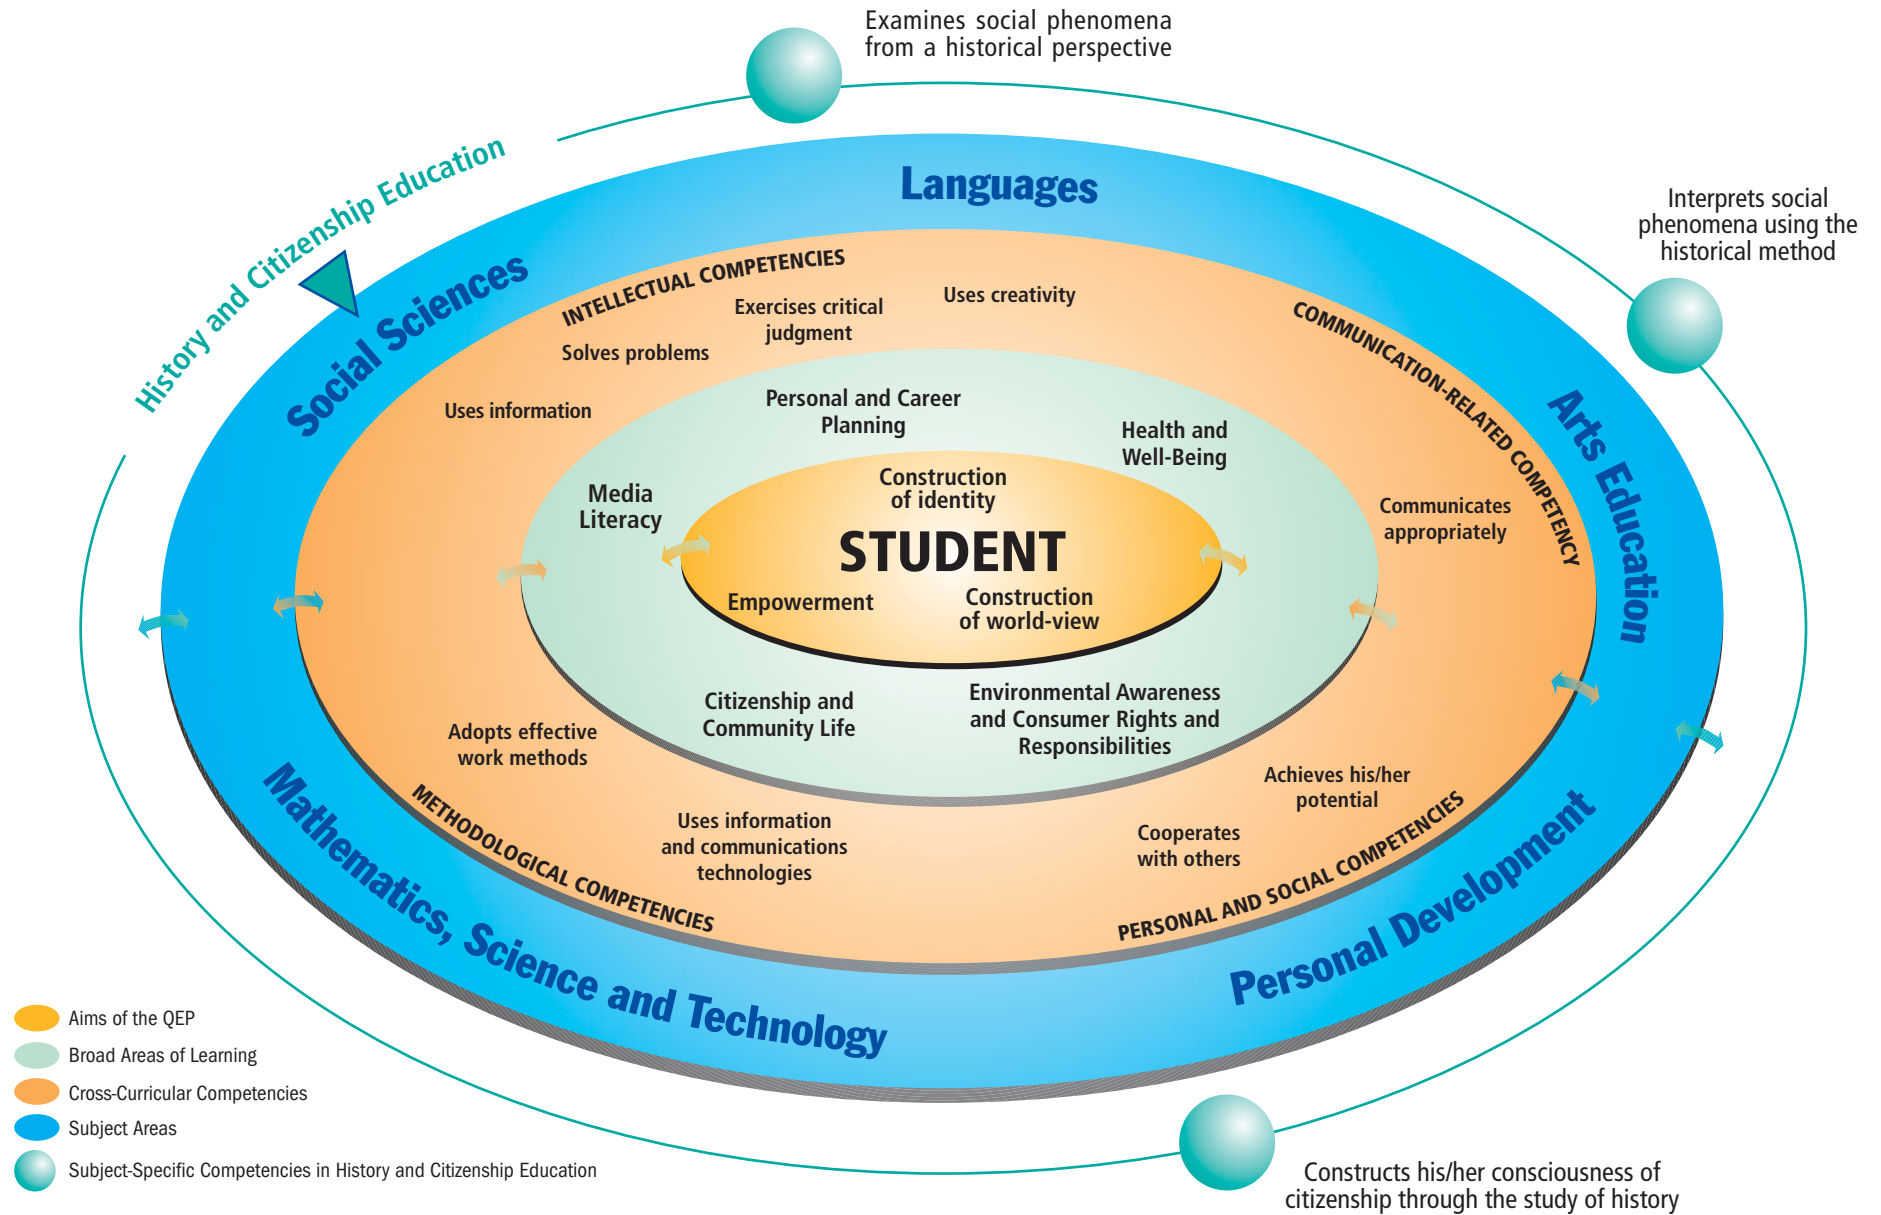 Examines social phenomena
from a historical perspective
History and Citizenship Education
Interprets social
phenomena using the
historical method
Languages
Social Sciences
Arts Education
INTELLECTUAL COMPETENCIES
Exercises critical
judgment
Uses creativity
Solves problems
Uses information
COMMUNICATION-RELATED COMPETENCY
Communicates
appropriately
Personal and Career
Planning
Health and
Well-Being
Media
Literacy
Construction
of identity
STUDENT
Empowerment
Construction
of world-view
Citizenship and
Community Life
Environmental Awareness
and Consumer Rights and
Responsibilities
Adopts effective
work methods
Uses information
and communications
technologies
METHODOLOGICAL COMPETENCIES
Achieves his/her
potential
Cooperates
with others
PERSONAL AND SOCIAL COMPETENCIES
Mathematics, Science and Technology
Personal Development
Aims of the QEP
Broad Areas of Learning
Cross-Curricular Competencies
Subject Areas
Subject-Specific Competencies in History and Citizenship Education
Constructs his/her consciousness of
citizenship through the study of history